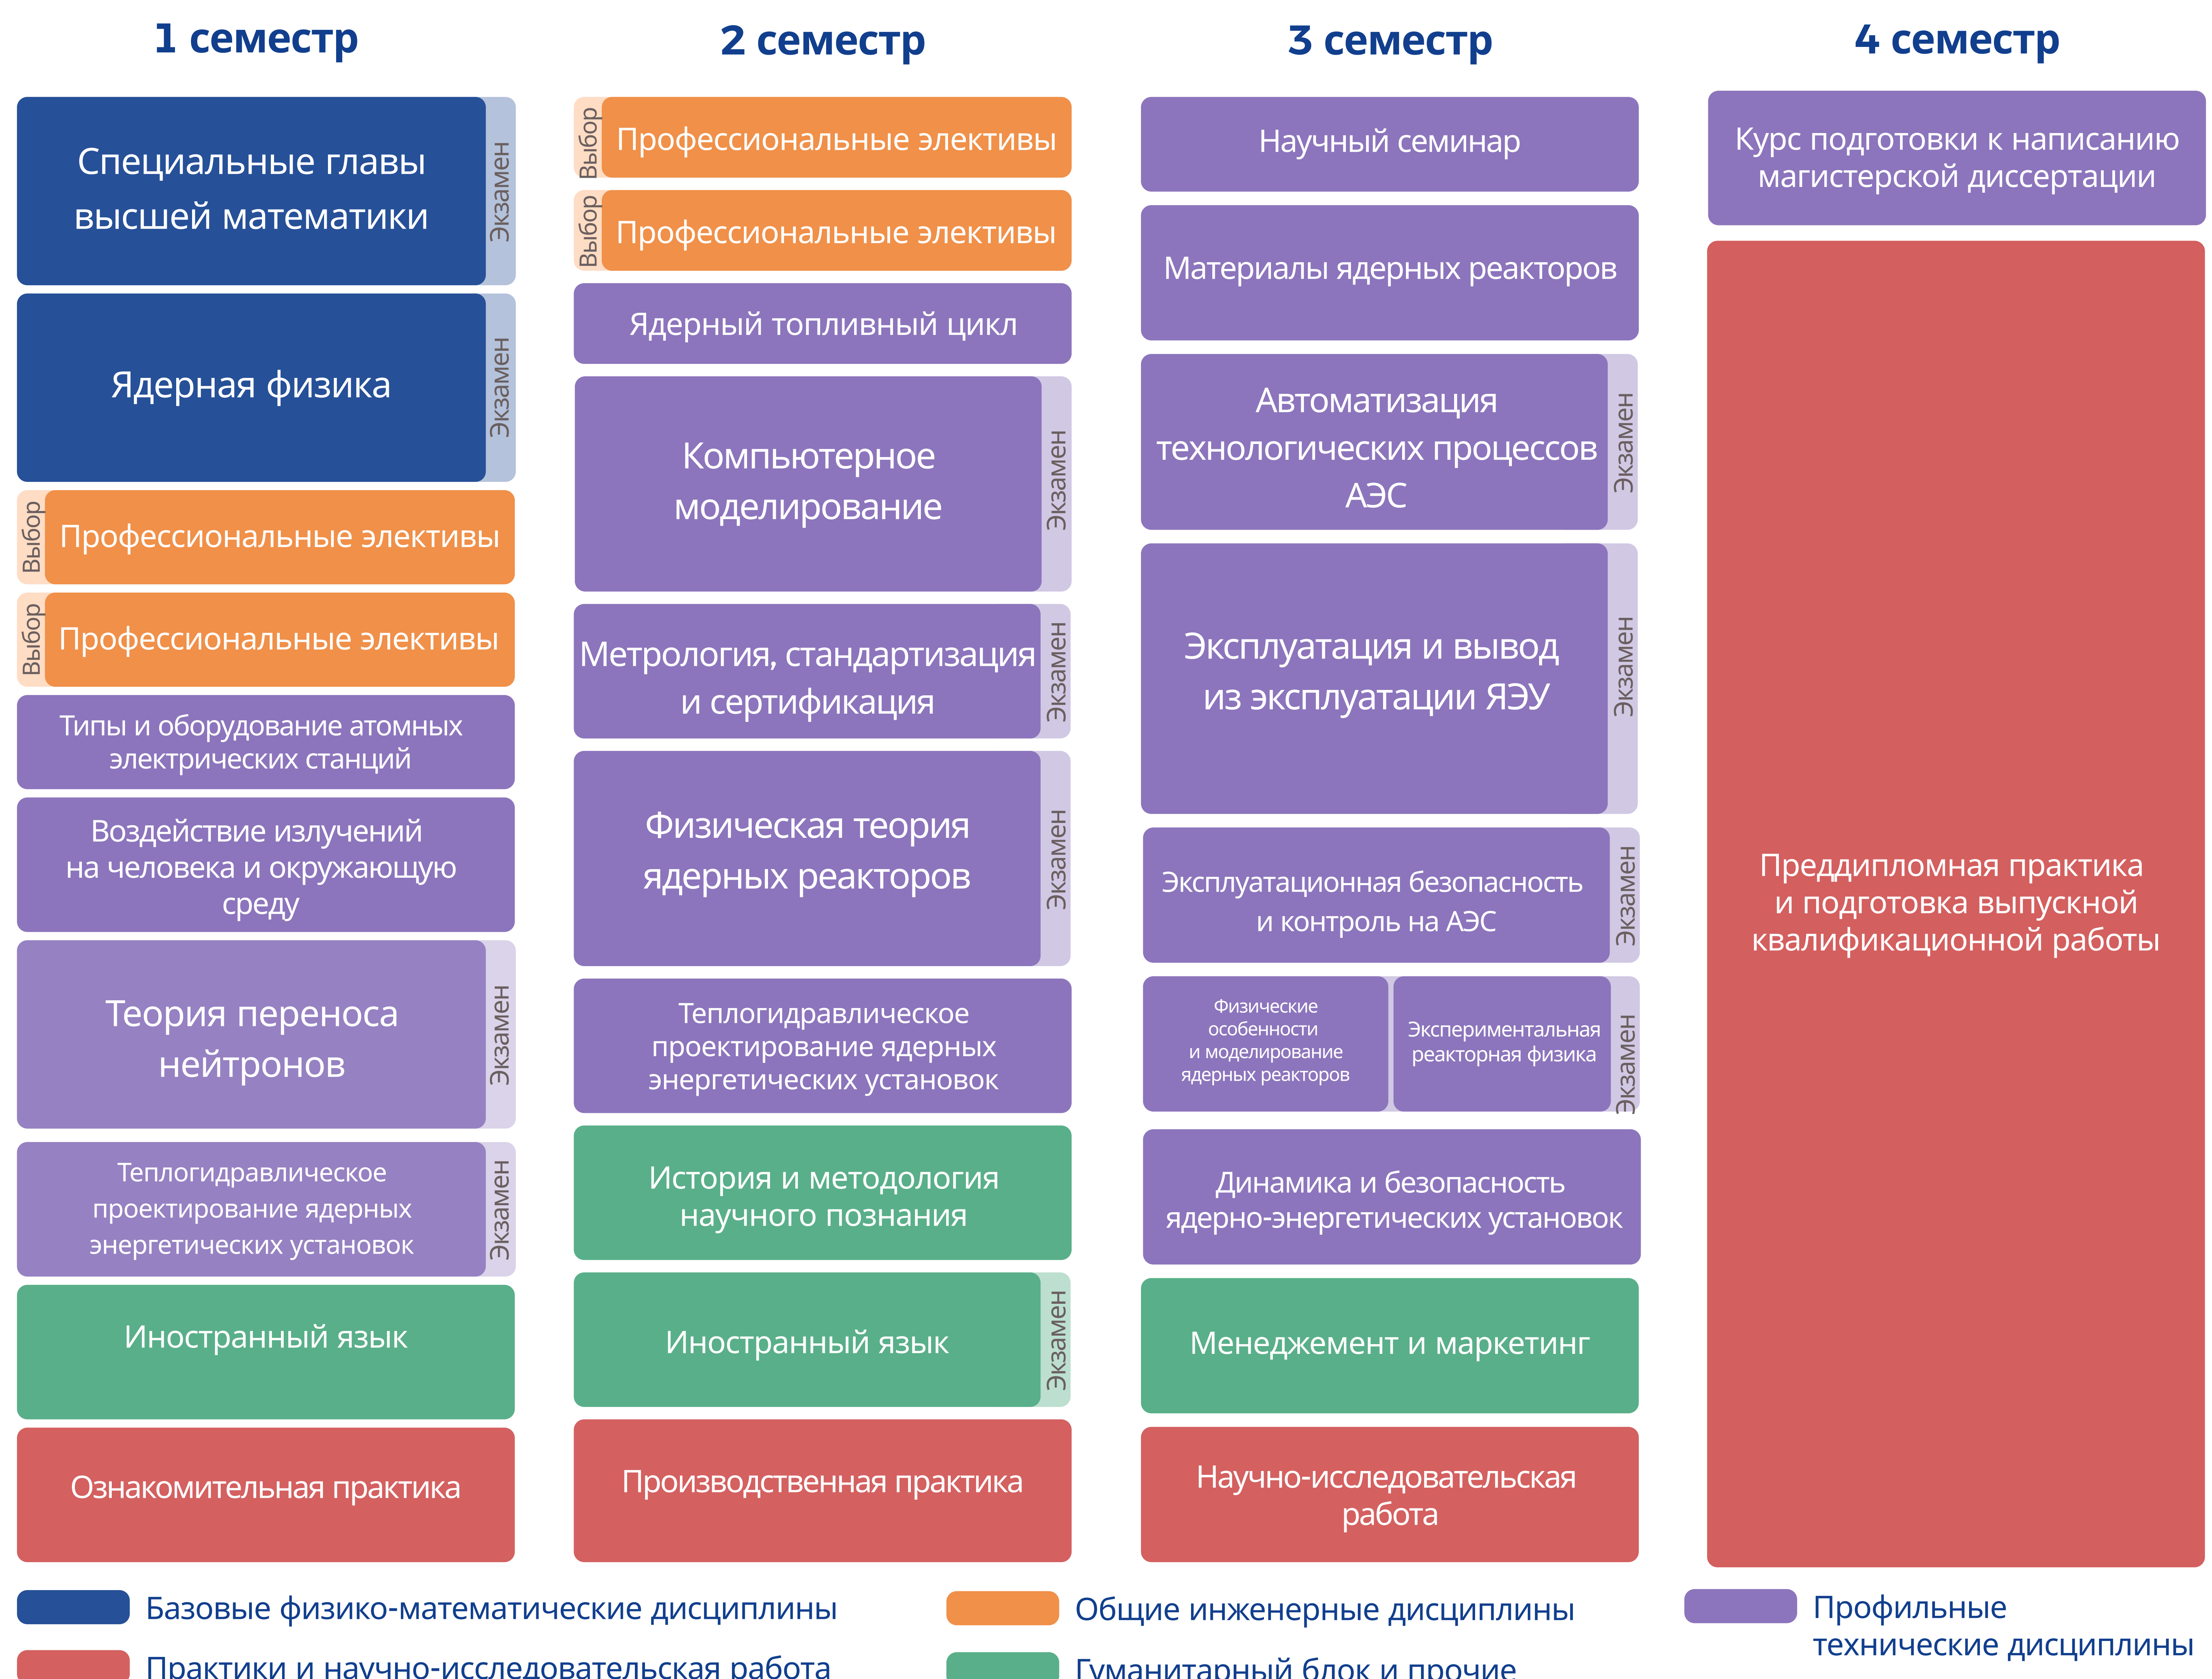 1 семестр
Специальные главы
высшей математики
Экзамен
Ядерная физика
Экзамен
Выбор
Профессиональные элективы
Выбор
Профессиональные элективы
Типы и оборудование атомных
электрических станций
Воздействие излучений
на человека и окружающую
среду
Теория переноса
нейтронов
Экзамен
Теплогидравлическое
проектирование ядерных
энергетических установок
Экзамен
Иностранный язык
Ознакомительная практика
2 семестр
Выбор
Профессиональные элективы
Выбор
Профессиональные элективы
Ядерный топливный цикл
Компьютерное
моделирование
Экзамен
Метрология, стандартизация
и сертификация
Экзамен
Физическая теория
ядерных реакторов
Экзамен
Теплогидравлическое
проектирование ядерных
энергетических установок
История и методология
научного познания
Иностранный язык
Экзамен
Производственная практика
3 семестр
Научный семинар
Материалы ядерных реакторов
Автоматизация
технологических процессов
АЭС
Экзамен
Эксплуатация и вывод
из эксплуатации ЯЭУ
Экзамен
Эксплуатационная безопасность
и контроль на АЭС
Экзамен
Физические
особенности
и моделирование
ядерных реакторов
Экспериментальная
реакторная физика
Экзамен
Динамика и безопасность
ядерно-энергетических установок
Менеджемент и маркетинг
Научно-исследовательская
работа
4 семестр
Курс подготовки к написанию
магистерской диссертации
Преддипломная практика
и подготовка выпускной
квалификационной работы
Базовые физико-математические дисциплины
Практики и научно-исследовательская работа
Общие инженерные дисциплины
Гуманитарный блок и прочие
Профильные
технические дисциплины